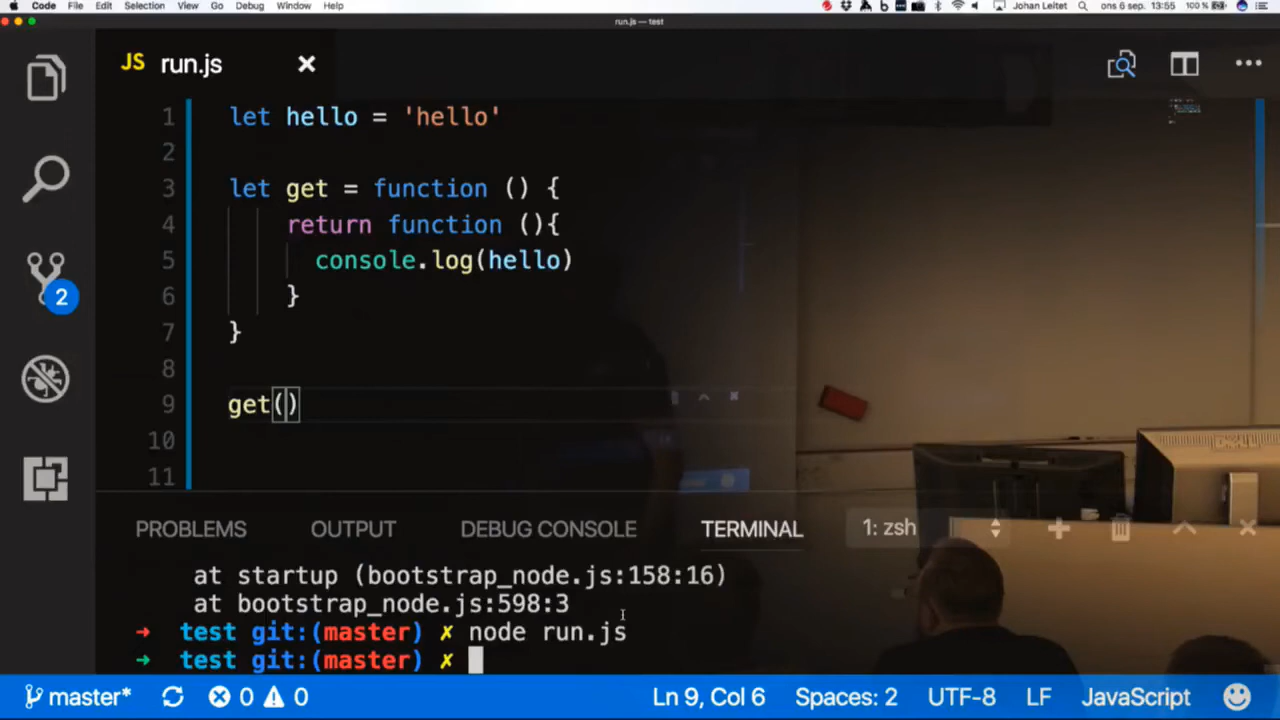 Code File Edit Selection View Go Debug Window Help Johan Leitet ons 6 sep. 13:55 100 %
run.js — test
JS run.js
1 let hello = 'hello'
2
3 let get = function () {
4 return function (){
5 console.log(hello)
6 }
7 }
8
9 get()
10
11
2
PROBLEMS OUTPUT DEBUG CONSOLE TERMINAL 1: zsh
at startup (bootstrap_node.js:158:16)
at bootstrap_node.js:598:3
➜ test git:(master) ✗ node run.js
➜ test git:(master) ✗
master* 0 0 Ln 9, Col 6 Spaces: 2 UTF-8 LF JavaScript